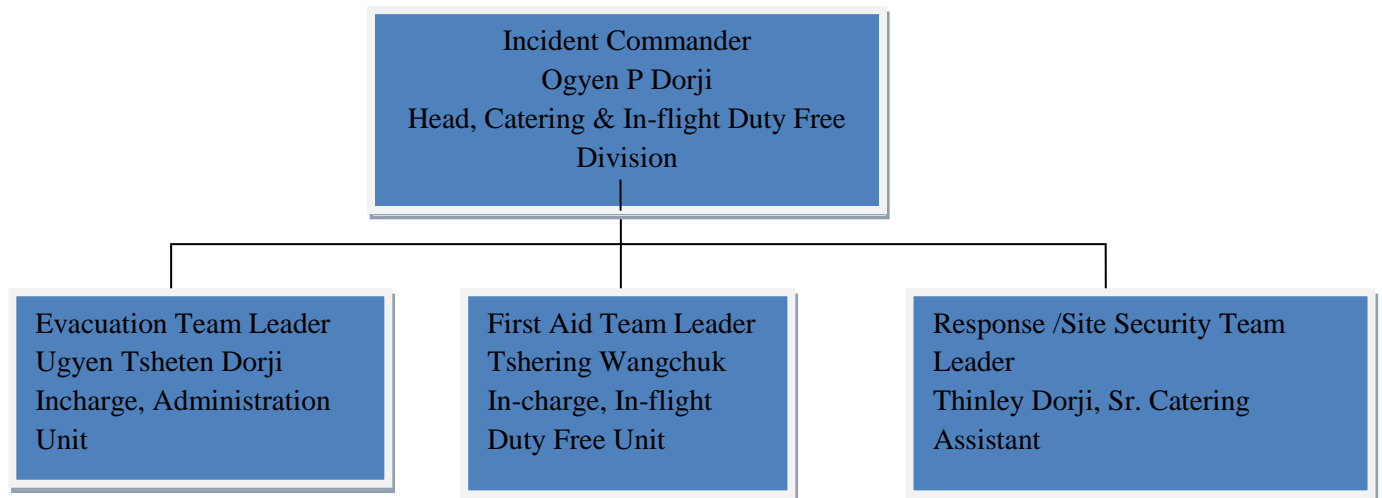 Incident Commander
Ogyen P Dorji
Head, Catering & In-flight Duty Free
Division
Evacuation Team Leader
Ugyen Tsheten Dorji
Incharge, Administration
Unit
First Aid Team Leader
Tshering Wangchuk
In-charge, In-flight
Duty Free Unit
Response /Site Security Team
Leader
Thinley Dorji, Sr. Catering
Assistant